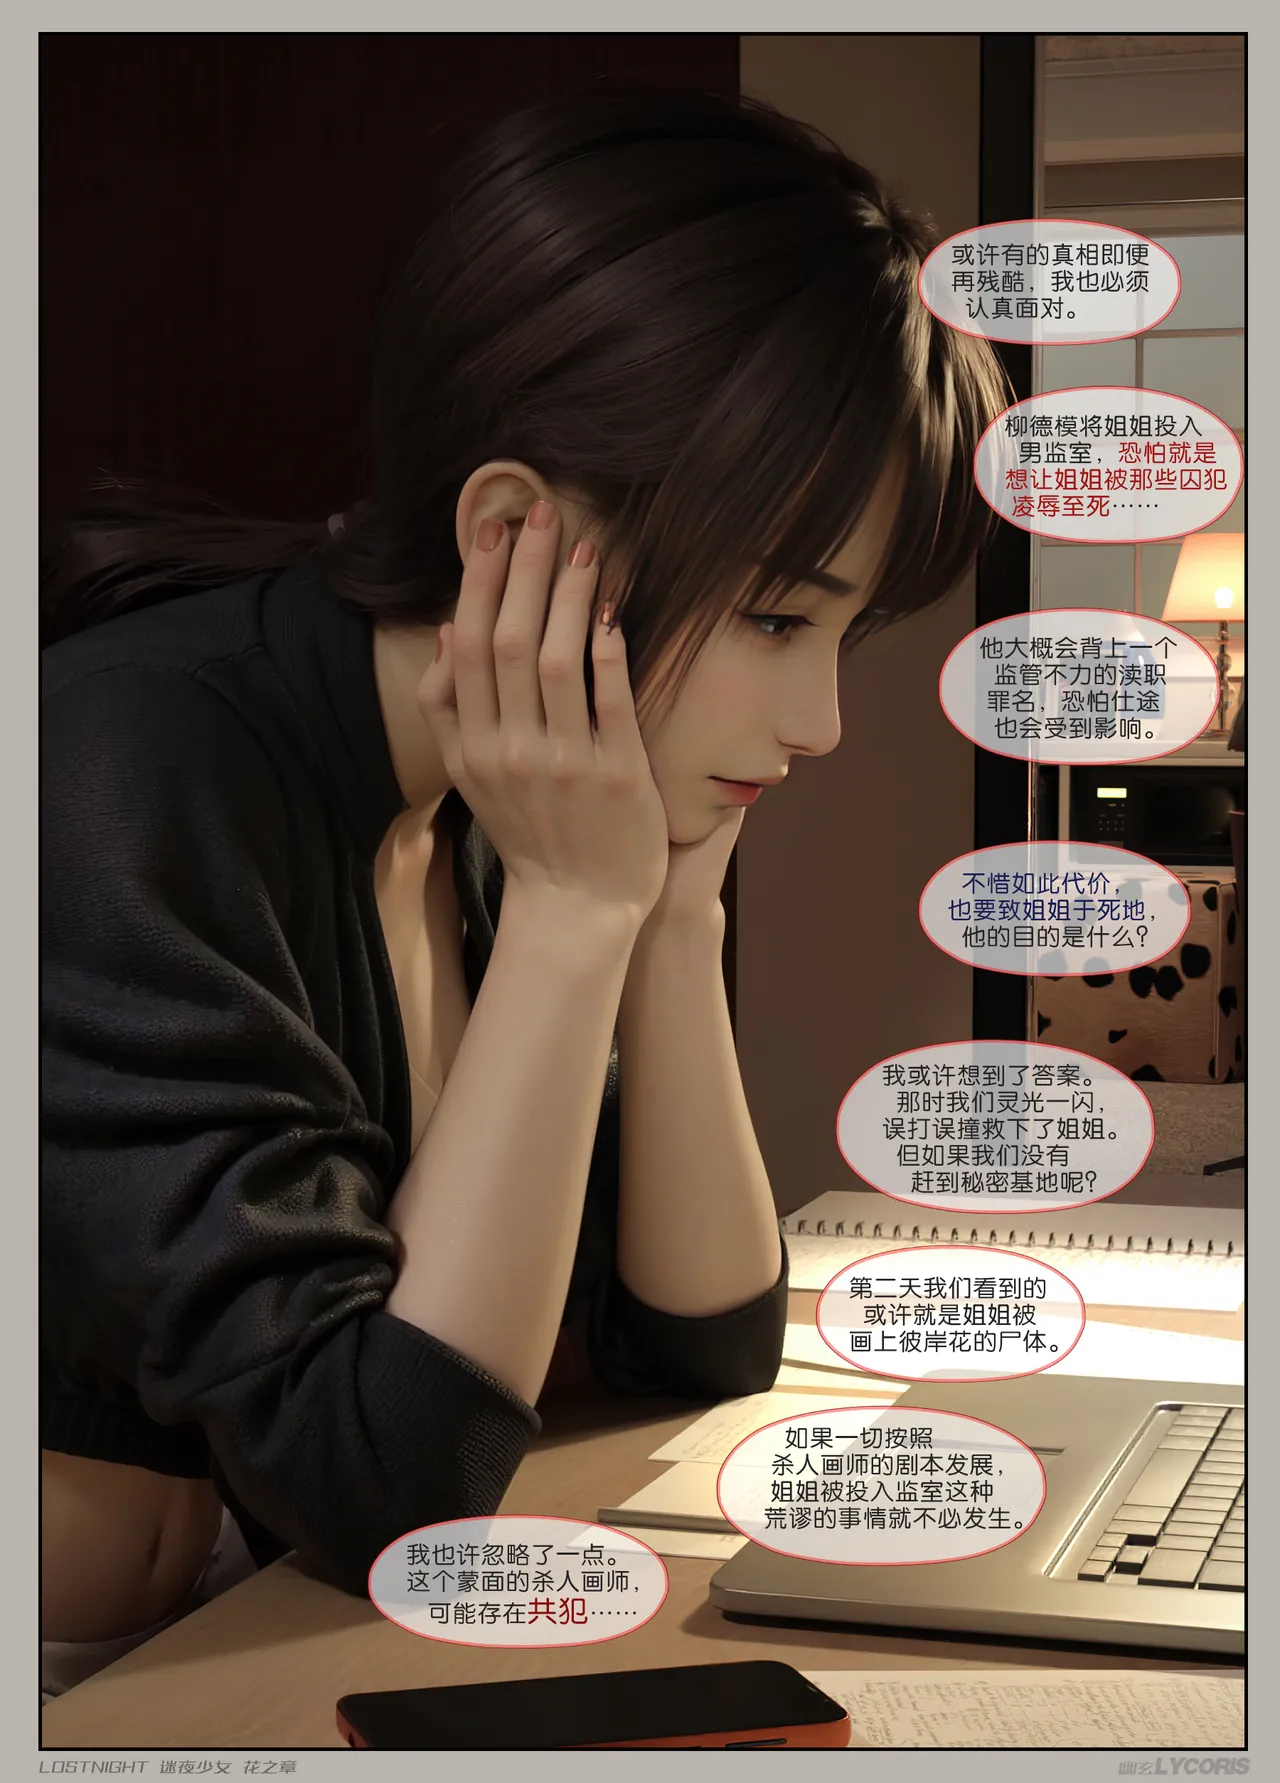 或许有的真相即便
再残酷，我也必须
认真面对。
柳德模将姐姐投入
男监室，恐怕就是
想让姐姐被那些囚犯
凌辱至死……
他大概会背上一个
监管不力的渎职
罪名，恐怕仕途
也会受到影响。
不惜如此代价，
也要致姐姐于死地，
他的目的是什么？
我或许想到了答案。
那时我们灵光一闪，
误打误撞救下了姐姐。
但如果我们没有
赶到秘密基地呢？
第二天我们看到的
或许就是姐姐被
画上彼岸花的尸体。
如果一切按照
杀人画师的剧本发展，
姐姐被投入监室这种
荒谬的事情就不必发生。
我也许忽略了一点。
这个蒙面的杀人画师，
可能存在共犯……
LOSTNIGHT 迷夜少女 花之章
幽玄LYCORIS